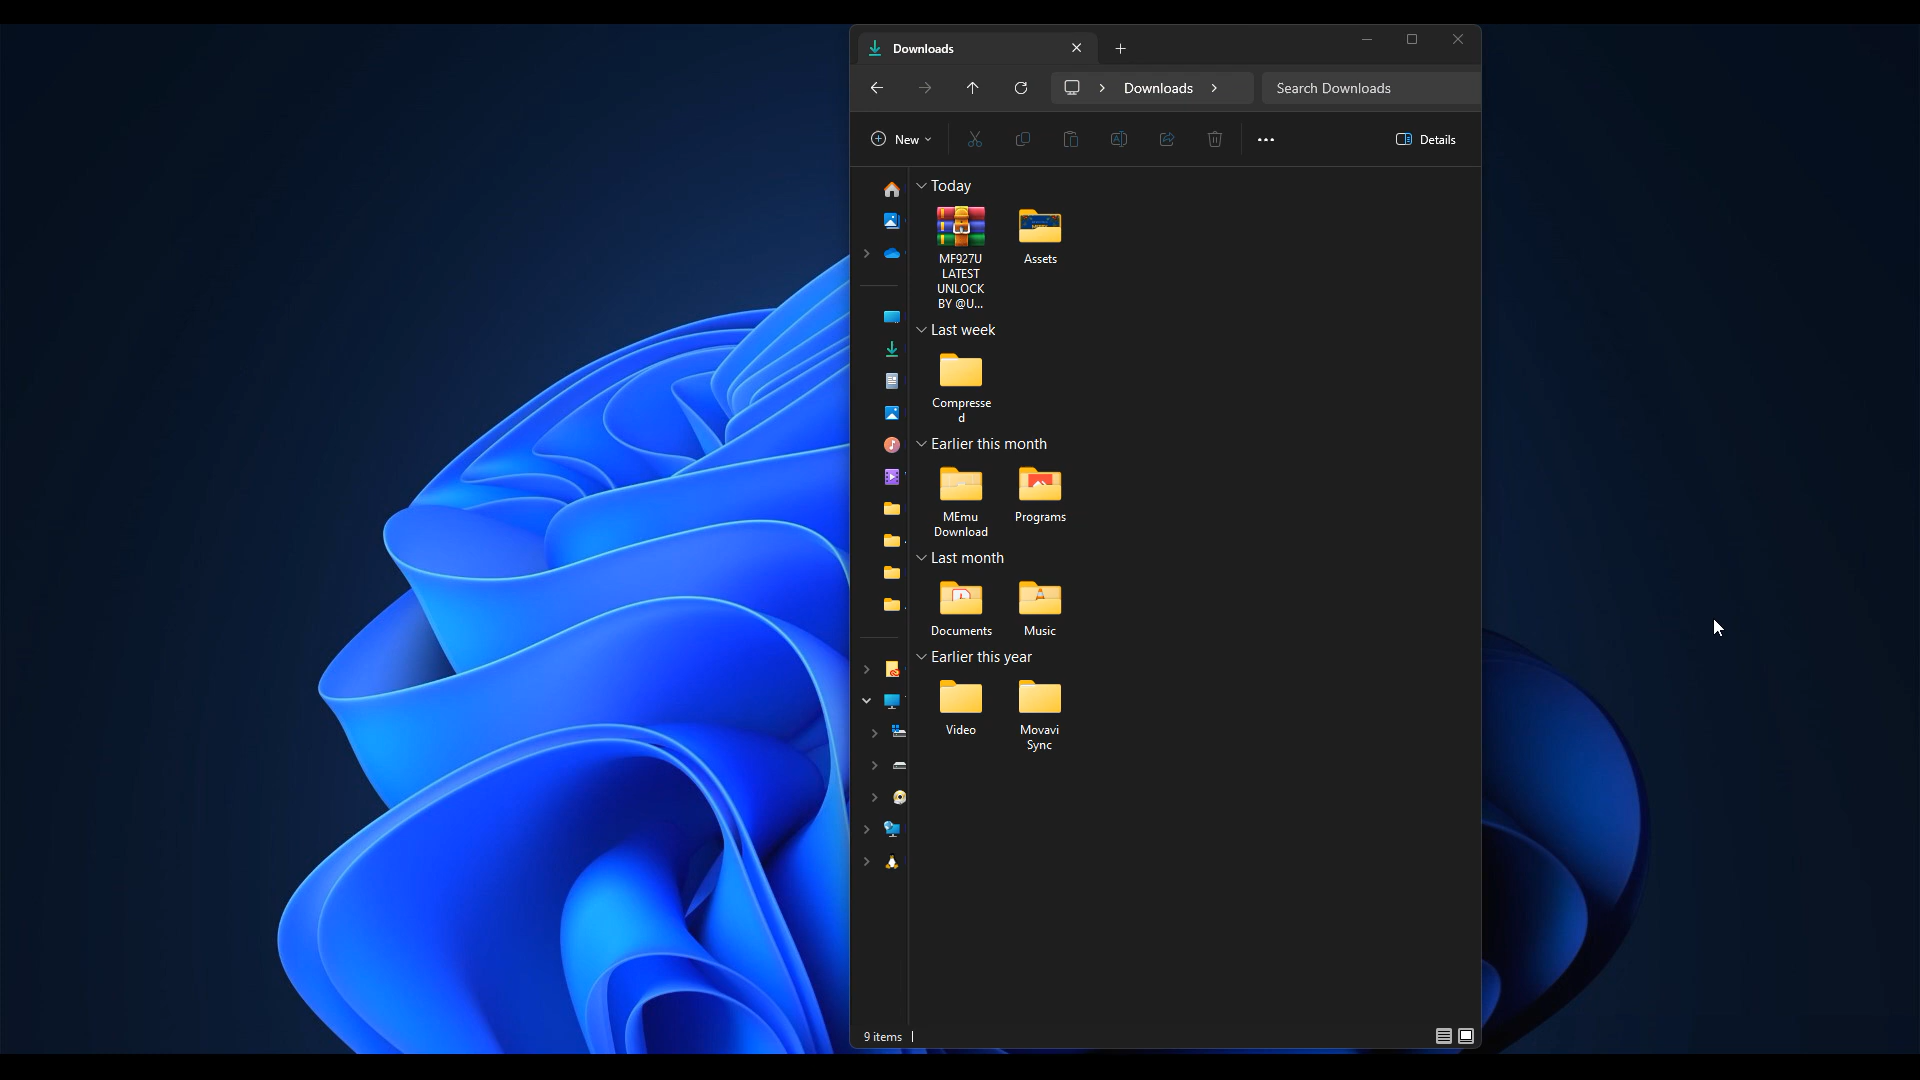 Downloads
Downloads
Search Downloads
New
Details
Today
MF927U
LATEST
UNLOCK
BY @U...
Assets
Last week
Compresse
d
Earlier this month
MEmu
Download
Programs
Last month
Documents
Music
Earlier this year
Video
Movavi
Sync
9 items